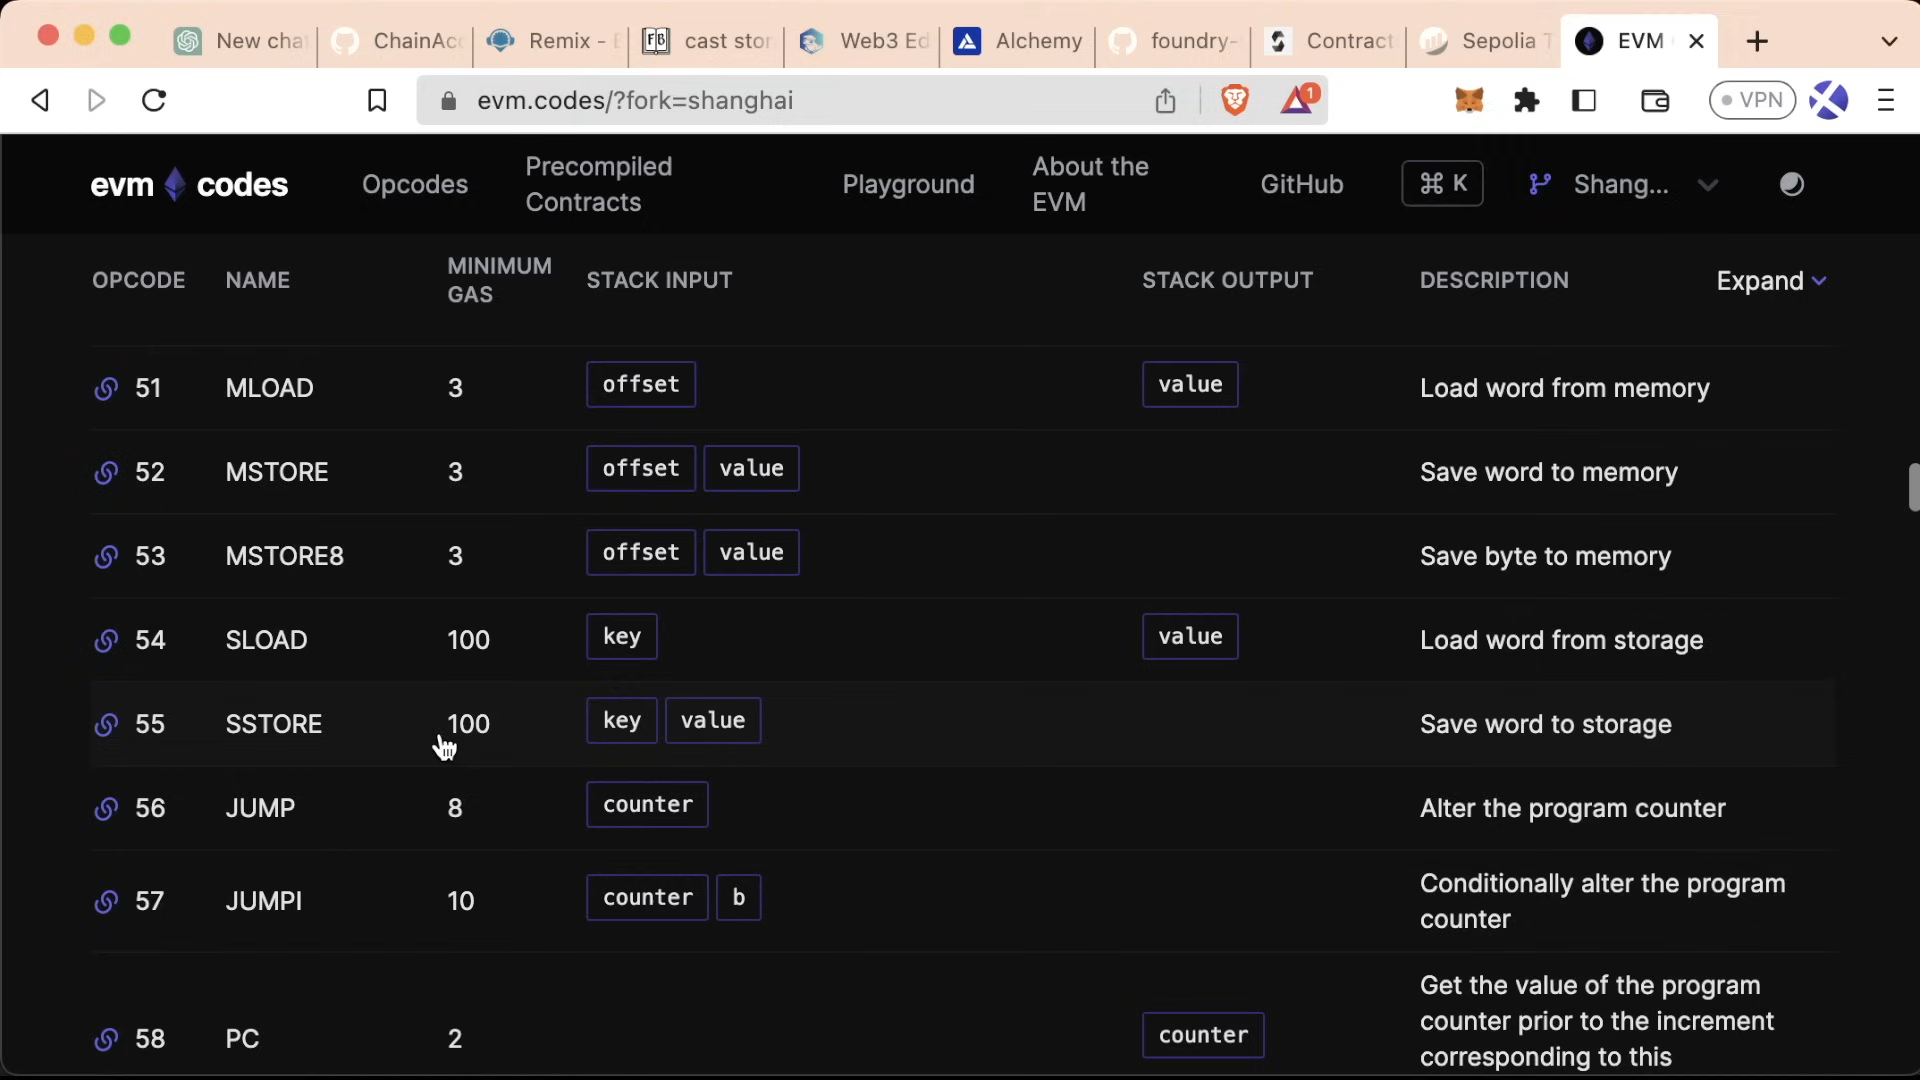 New cha
ChainAcc
Remix -
cast stor
Web3 Ed
Alchemy
foundry-
Contract
Sepolia T
EVM
evm.codes/?fork=shanghai
1
VPN
evm codes
Opcodes
Precompiled
Contracts
Playground
About the
EVM
GitHub
⌘ K
Shang...
OPCODE
NAME
MINIMUM
GAS
STACK INPUT
STACK OUTPUT
DESCRIPTION
Expand
51 MLOAD 3 offset value Load word from memory
52 MSTORE 3 offset value Save word to memory
53 MSTORE8 3 offset value Save byte to memory
54 SLOAD 100 key value Load word from storage
55 SSTORE 100 key value Save word to storage
56 JUMP 8 counter Alter the program counter
57 JUMPI 10 counter b Conditionally alter the program
counter
58 PC 2 counter Get the value of the program
counter prior to the increment
corresponding to this